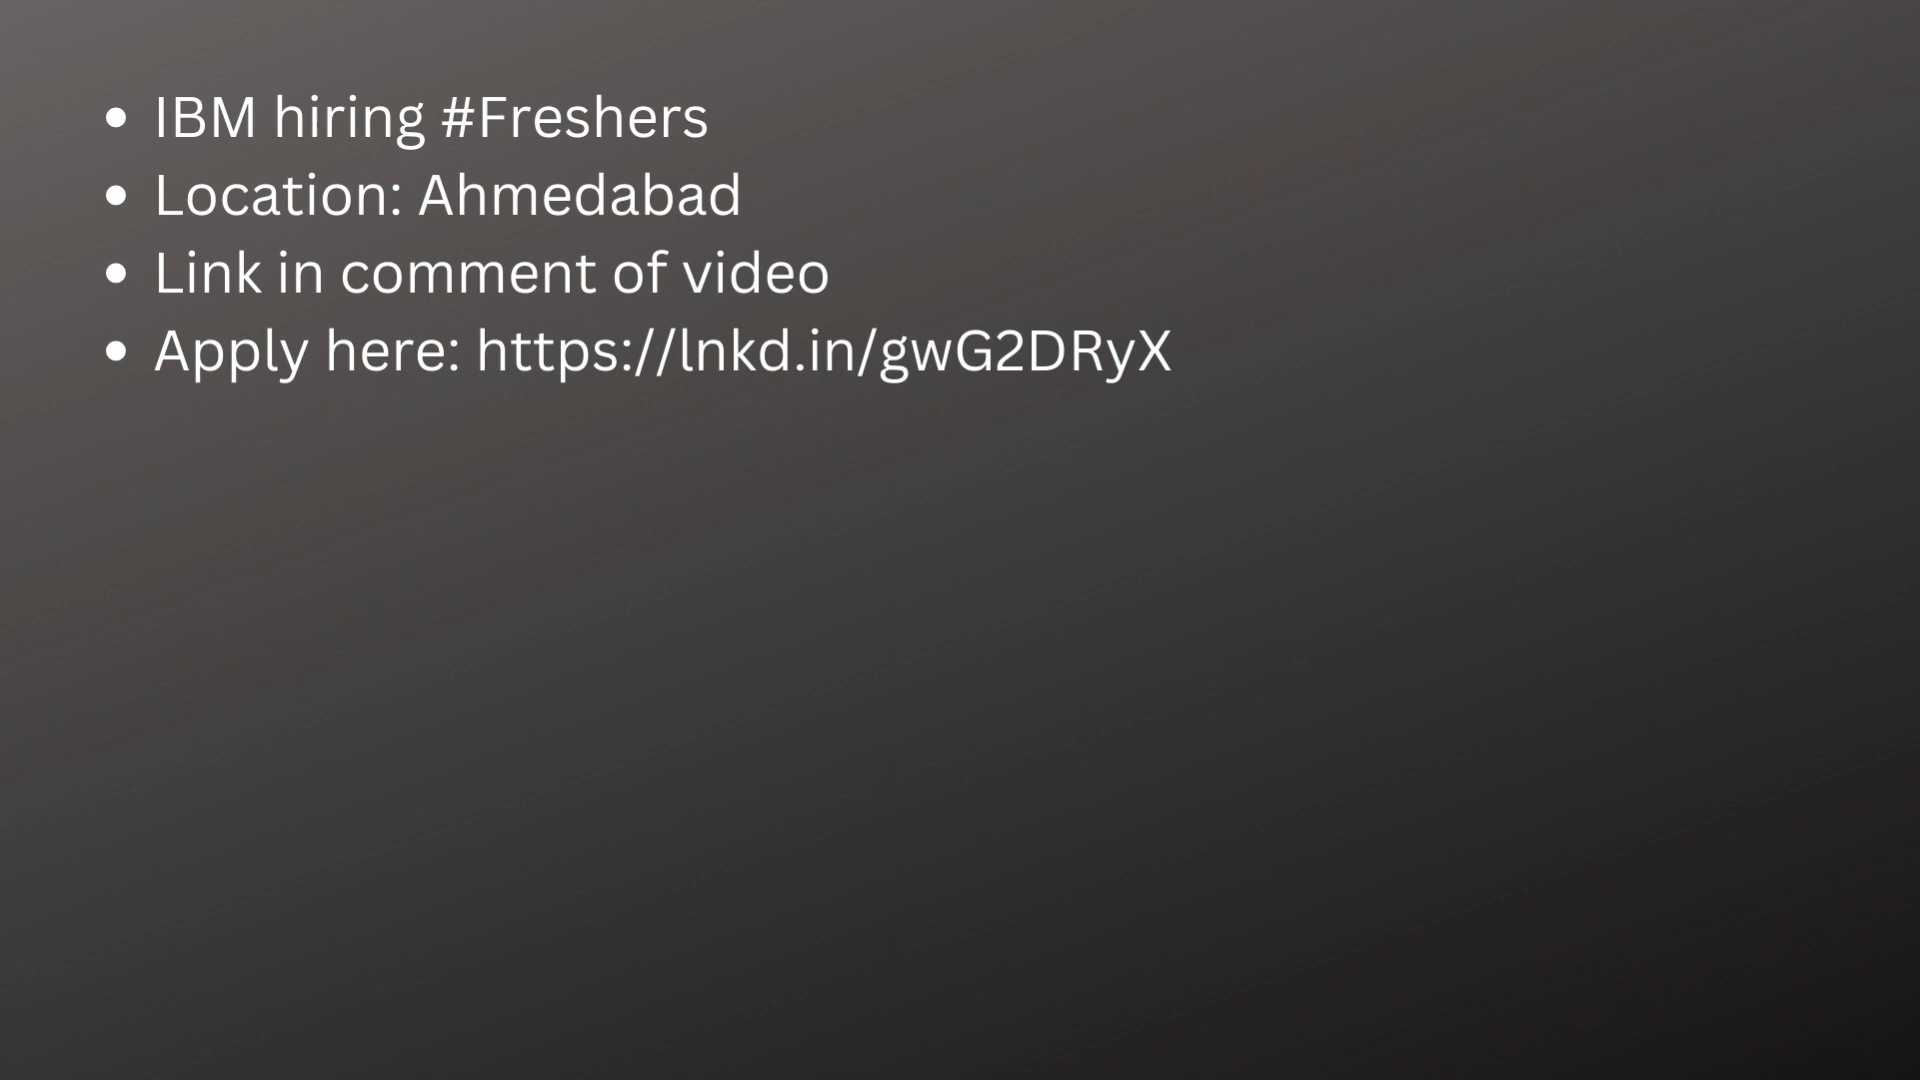 • IBM hiring #Freshers
• Location: Ahmedabad
• Link in comment of video
• Apply here: https://lnkd.in/gwG2DRyX